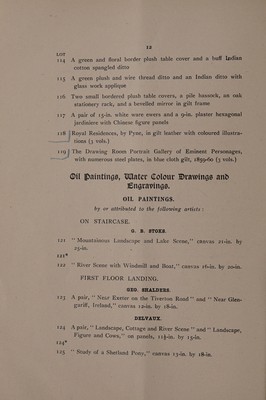 12
LOT
114 A green and floral border plush table cover and a buff Indian
cotton spangled ditto
115 A green plush and wire thread ditto and an Indian ditto with
glass work applique
116 Two small bordered plush table covers, a pile hassock, an oak
stationery rack, and a bevelled mirror in gilt frame
117 A pair of 15-in. white ware ewers and a 9-in. plaster hexagonal
jardiniere with Chinese figure panels
118 Royal Residences, by Pyne, in gilt leather with coloured illustra-
tions (3 vols.)
119 The Drawing Room Portrait Gallery of Eminent Personages,
with numerous steel plates, in blue cloth gilt, 1859-60 (3 vols.)
Oil Paintings, Water Colour Drawings and
Engravings.
OIL PAINTINGS.
by or attributed to the following artists:
ON STAIRCASE.
G. B. STOKES.
121 "Mountainous Landscape and Lake Scene," canvas 21-in. by
29-in.
121*
122 "River Scene with Windmill and Boat," canvas 16-in. by 20-in.
FIRST FLOOR LANDING.
GEO. SHALDERS.
123 A pair, "Near Exeter on the Tiverton Road" and "Near Glen-
gariff, Ireland," canvas 12-in. by 18-in.
DELVAUX.
124 A pair, "Landscape, Cottage and River Scene" and "Landscape,
Figure and Cows," on panels, 11½-in. by 15-in.
124*
125 "Study of a Shetland Pony," canvas 13-in. by 18-in.